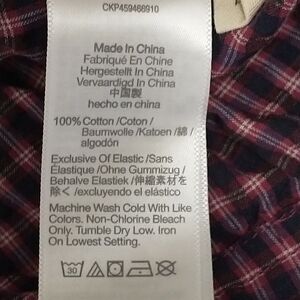 CKP459466910
Made In China
Fabriqué En Chine
Hergestellt In China
Vervaardigd In China
中国製
hecho en china
100% Cotton /Coton /
Baumwolle /Katoen /綿 /
algodón
Exclusive Of Elastic /Sans
Élastique /Ohne Gummizug /
Behalve Elastiek /伸縮素材を
除く /excluyendo el elástico
Machine Wash Cold With Like
Colors. Non-Chlorine Bleach
Only. Tumble Dry Low. Iron
On Lowest Setting.
30